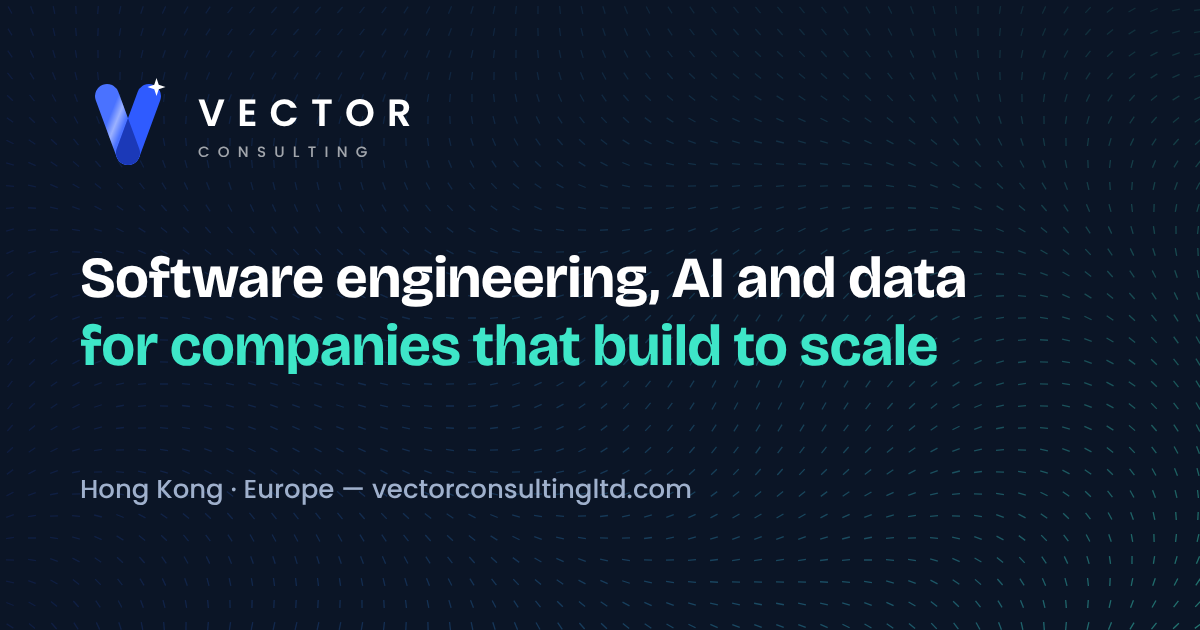 VECTOR
CONSULTING
Software engineering, AI and data
for companies that build to scale
Hong Kong · Europe — vectorconsultingltd.com